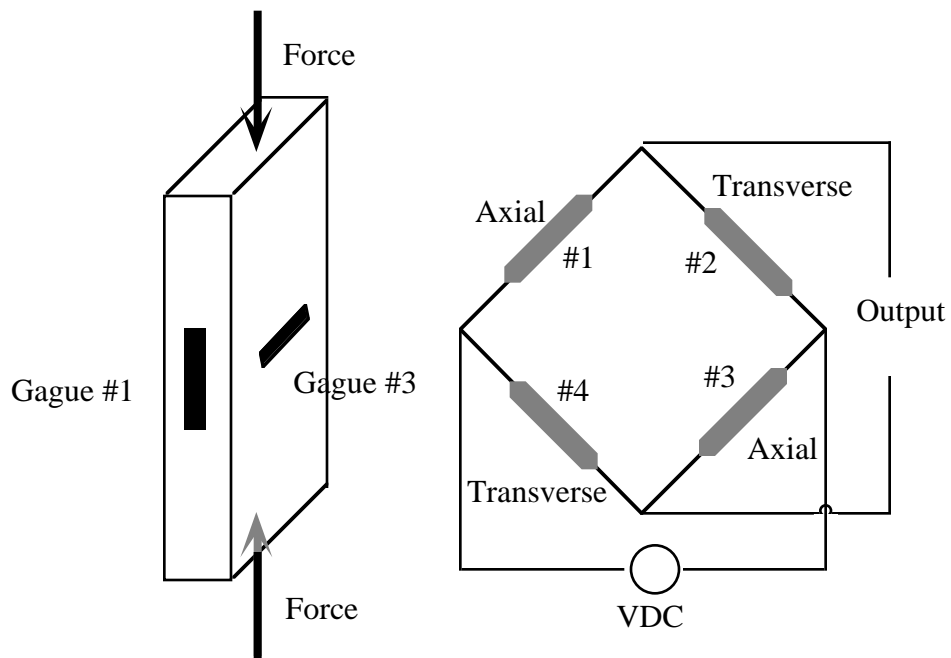 Force
Gague #1
Gague #3
Force
Axial
#1
Transverse
#2
Output
#4
#3
Transverse
Axial
VDC